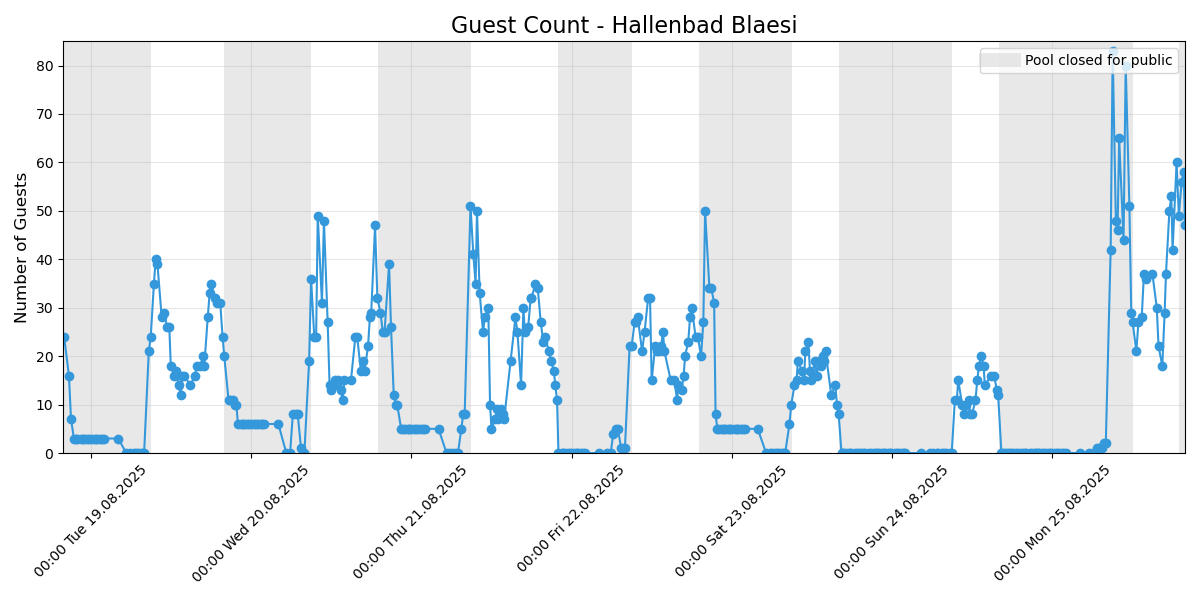 Guest Count - Hallenbad Blaesi
Pool closed for public
Number of Guests
80
70
60
50
40
30
20
10
0
00:00 Tue 19.08.2025
00:00 Wed 20.08.2025
00:00 Thu 21.08.2025
00:00 Fri 22.08.2025
00:00 Sat 23.08.2025
00:00 Sun 24.08.2025
00:00 Mon 25.08.2025